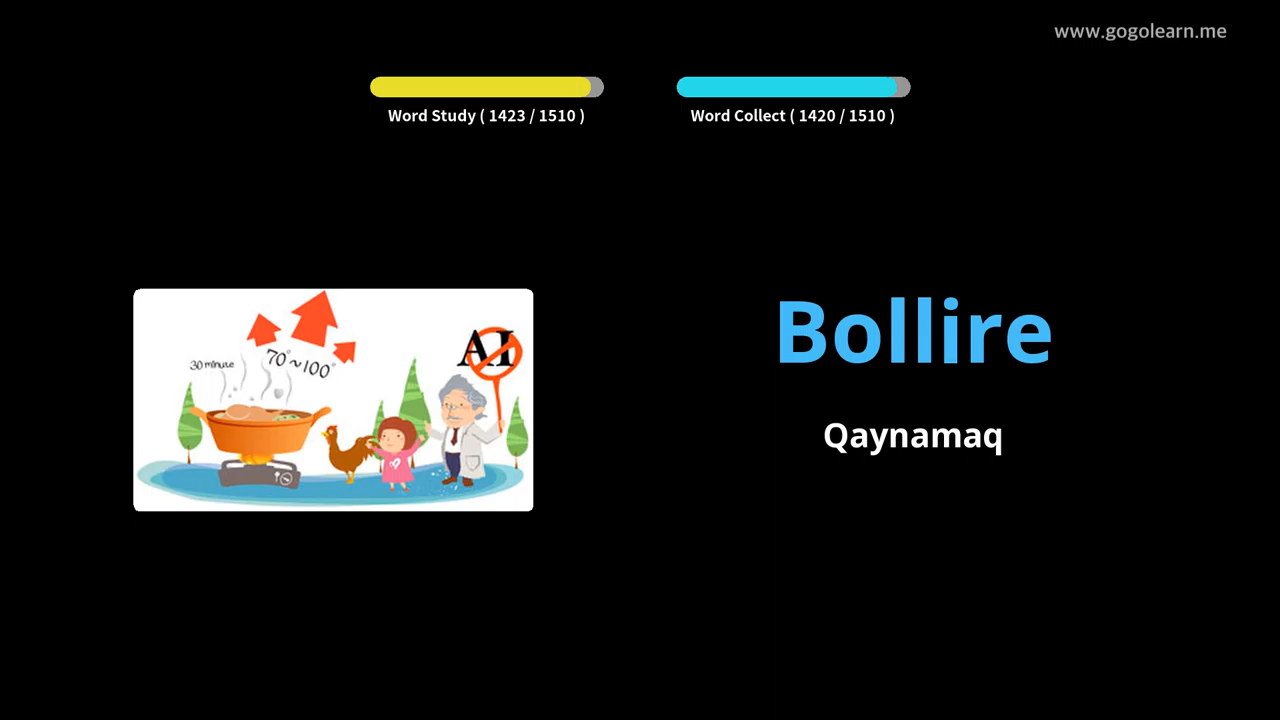 www.gogolearn.me
Word Study ( 1423 / 1510 )
Word Collect ( 1420 / 1510 )
30 minute
70°~100°
AI
Bollire
Qaynamaq